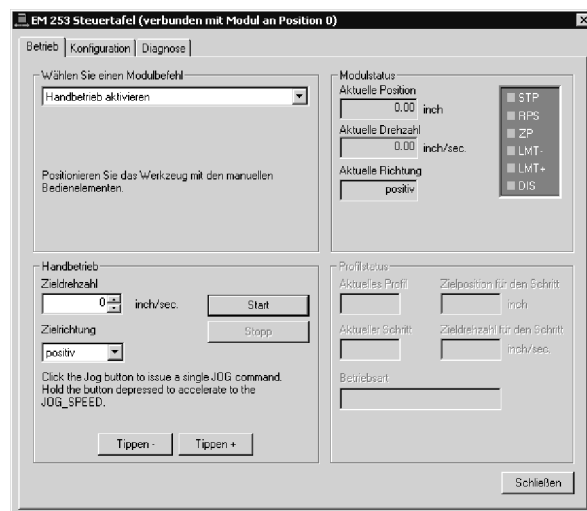 EM 253 Steuertafel (verbunden mit Modul an Position 0)
Betrieb
Konfiguration
Diagnose
Wählen Sie einen Modulbefehl
Handbetrieb aktivieren
Positionieren Sie das Werkzeug mit den manuellen
Bedienelementen.
Modulstatus
Aktuelle Position
0.00 inch
Aktuelle Drehzahl
0.00 inch/sec.
Aktuelle Richtung
positiv
STP
RPS
ZP
LMT-
LMT+
DIS
Handbetrieb
Zieldrehzahl
0 inch/sec.
Start
Zielrichtung
Stopp
positiv
Click the Jog button to issue a single JOG command.
Hold the button depressed to accelerate to the
JOG_SPEED.
Tippen -
Tippen +
Profilstatus
Aktuelles Profil
Zielposition für den Schritt
inch
Aktueller Schritt
Zieldrehzahl für den Schritt
inch/sec.
Betriebsart
Schließen